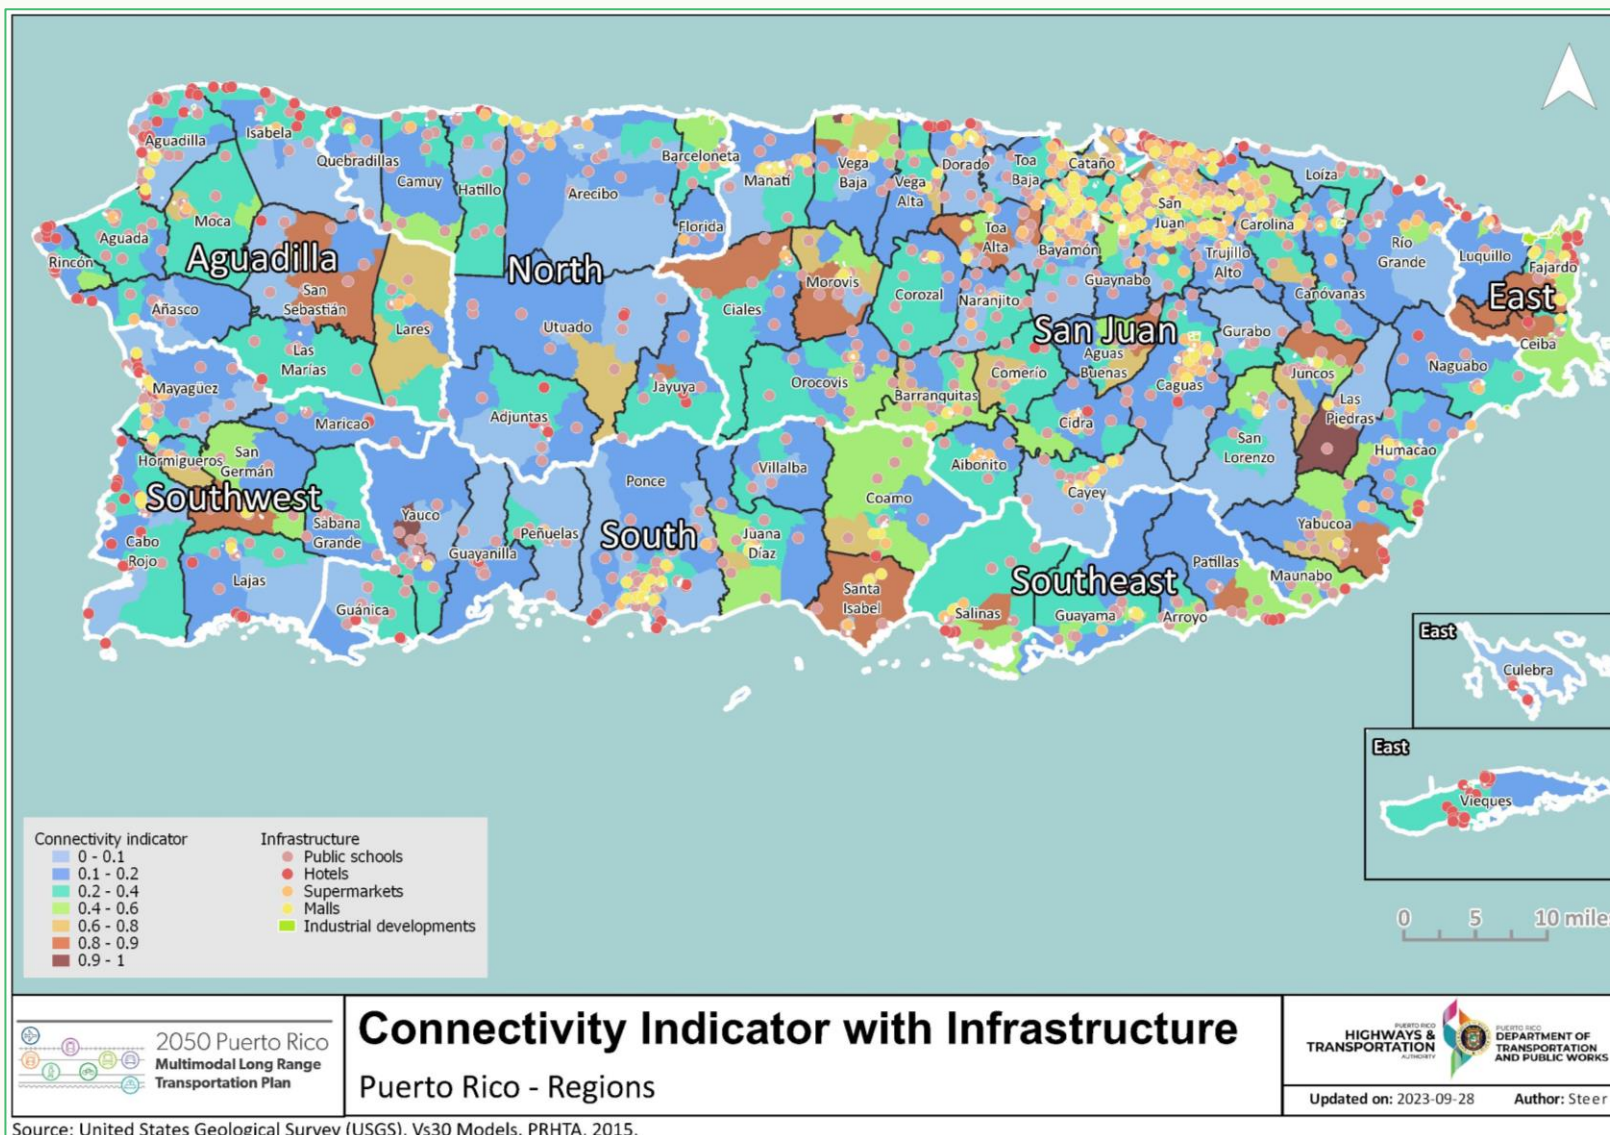 Aguadilla
Isabela
Quebradillas
Camuy
Hatillo
Arecibo
Barceloneta
Florida
Manatí
Vega
Baja
Vega
Alta
Dorado
Toa
Baja
Cataño
Toa
Alta
Bayamón
San
Juan
Carolina
Trujillo
Alto
Guaynabo
Loíza
Canóvanas
Río
Grande
Luquillo
Fajardo
Ceiba
East
Moca
Aguada
Rincón
Aguadilla
San
Sebastián
Añasco
Las
Marías
Lares
North
Utuado
Ciales
Morovis
Corozal
Naranjito
San Juan
Aguas
Buenas
Gurabo
Caguas
Juncos
Las
Piedras
Naguabo
Humacao
Mayagüez
Maricao
Adjuntas
Jayuya
Orocovis
Barranquitas
Comerío
Cidra
San
Lorenzo
Aibonito
Cayey
Hormigueros
San
Germán
Southwest
Cabo
Rojo
Lajas
Sabana
Grande
Yauco
Guayanilla
Guánica
Peñuelas
Ponce
South
Villalba
Juana
Díaz
Coamo
Santa
Isabel
Salinas
Southeast
Guayama
Arroyo
Patillas
Maunabo
Yabucoa
East
Culebra
East
Vieques
0 5 10 mile
Connectivity indicator
0 - 0.1
0.1 - 0.2
0.2 - 0.4
0.4 - 0.6
0.6 - 0.8
0.8 - 0.9
0.9 - 1
Infrastructure
Public schools
Hotels
Supermarkets
Malls
Industrial developments
2050 Puerto Rico
Multimodal Long Range
Transportation Plan
Connectivity Indicator with Infrastructure
Puerto Rico - Regions
PUERTO RICO
HIGHWAYS &
TRANSPORTATION
AUTHORITY
PUERTO RICO
DEPARTMENT OF
TRANSPORTATION
AND PUBLIC WORKS
Updated on: 2023-09-28 Author: Steer
Source: United States Geological Survey (USGS). Vs30 Models. PRHTA. 2015.